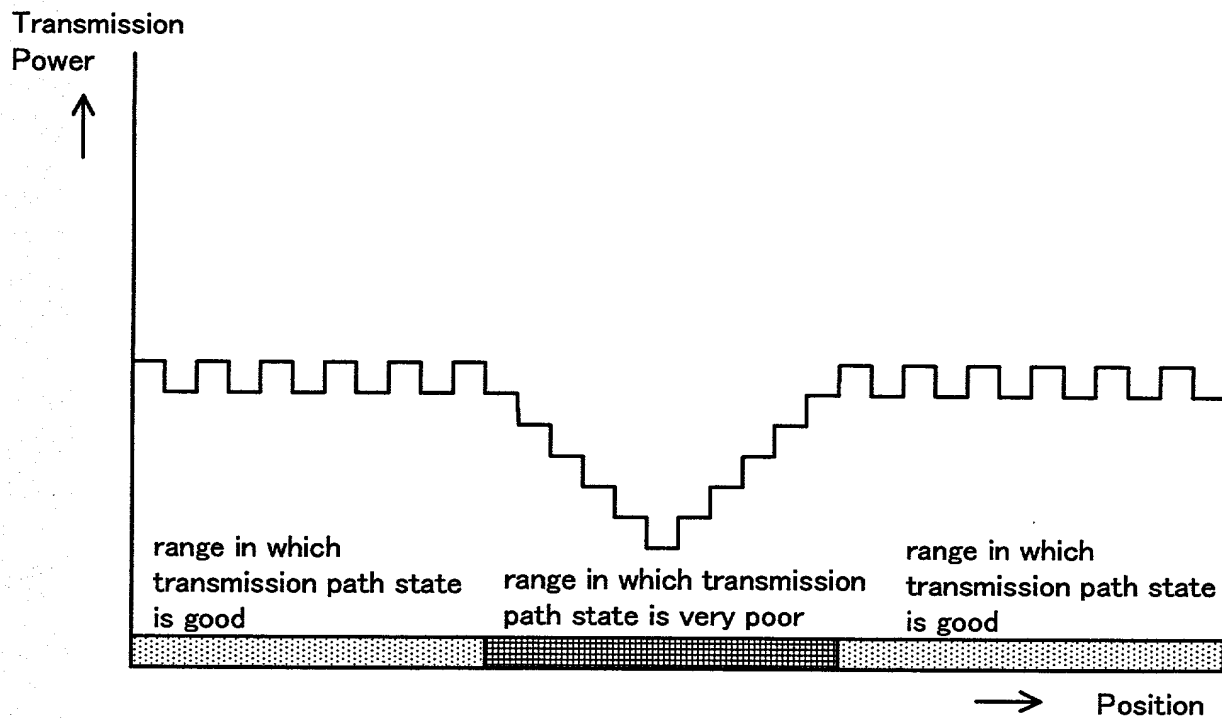 Transmission
Power
range in which
transmission path state
is good
range in which transmission
path state is very poor
range in which
transmission path state
is good
Position